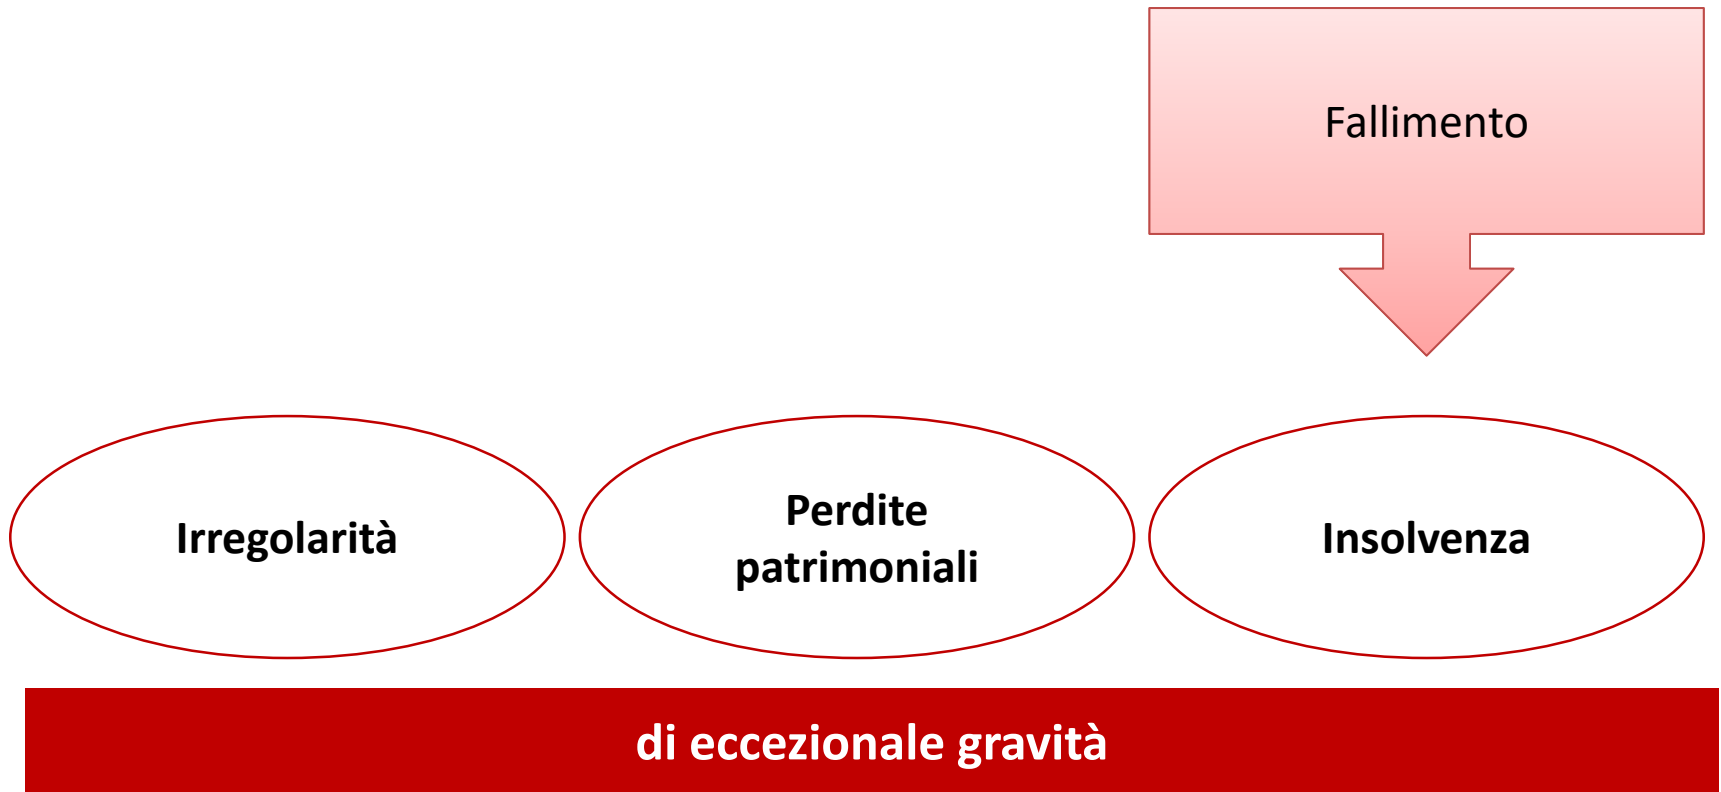 Fallimento
Irregolarità
Perdite
patrimoniali
Insolvenza
di eccezionale gravità